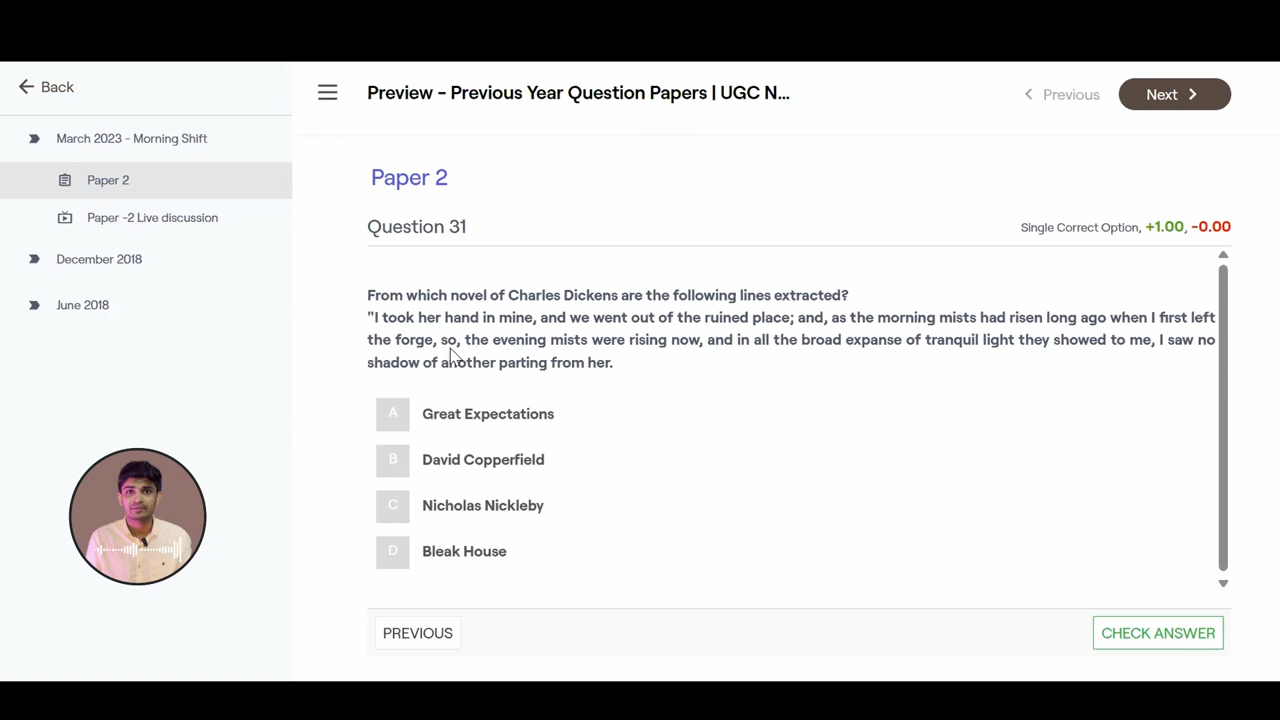 Back
Preview - Previous Year Question Papers | UGC N...
Previous
Next
March 2023 - Morning Shift
Paper 2
Paper -2 Live discussion
December 2018
June 2018
Paper 2
Question 31
Single Correct Option, +1.00, -0.00
From which novel of Charles Dickens are the following lines extracted?
"I took her hand in mine, and we went out of the ruined place; and, as the morning mists had risen long ago when I first left
the forge, so, the evening mists were rising now, and in all the broad expanse of tranquil light they showed to me, I saw no
shadow of another parting from her.
A Great Expectations
B David Copperfield
C Nicholas Nickleby
D Bleak House
PREVIOUS
CHECK ANSWER